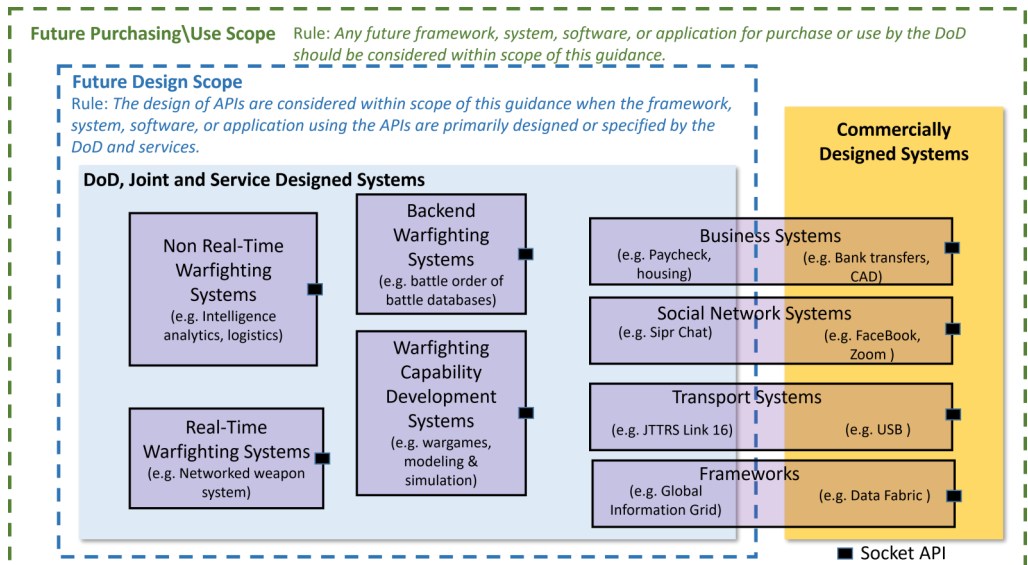 Future Purchasing\Use Scope
Rule: Any future framework, system, software, or application for purchase or use by the DoD
should be considered within scope of this guidance.
Future Design Scope
Rule: The design of APIs are considered within scope of this guidance when the framework,
system, software, or application using the APIs are primarily designed or specified by the
DoD and services.
Commercially
Designed Systems
DoD, Joint and Service Designed Systems
Non Real-Time
Warfighting
Systems
(e.g. Intelligence
analytics, logistics)
Backend
Warfighting
Systems
(e.g. battle order of
battle databases)
Real-Time
Warfighting Systems
(e.g. Networked weapon
system)
Warfighting
Capability
Development
Systems
(e.g. wargames,
modeling &
simulation)
Business Systems
(e.g. Paycheck,
housing)
(e.g. Bank transfers,
CAD)
Social Network Systems
(e.g. Sipr Chat)
(e.g. FaceBook,
Zoom )
Transport Systems
(e.g. JTTRS Link 16)
(e.g. USB )
Frameworks
(e.g. Global
Information Grid)
(e.g. Data Fabric )
Socket API